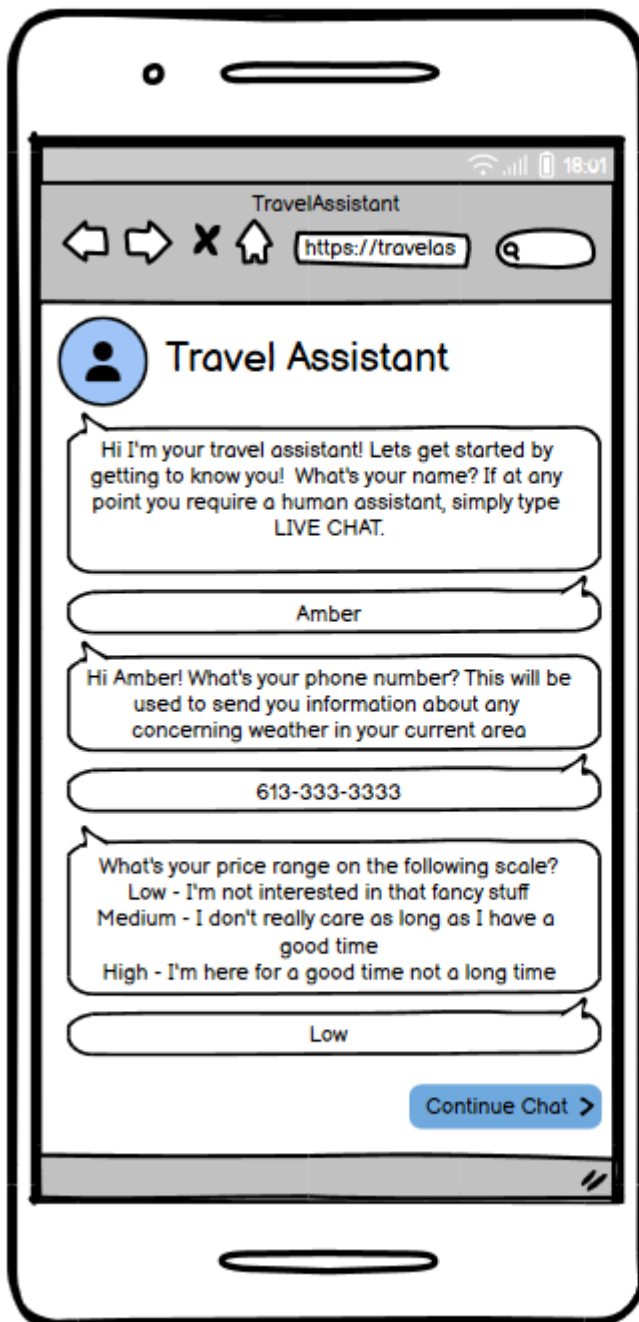 18:01
TravelAssistant
https://travelas
Travel Assistant
Hi I'm your travel assistant! Lets get started by
getting to know you! What's your name? If at any
point you require a human assistant, simply type
LIVE CHAT.
Amber
Hi Amber! What's your phone number? This will be
used to send you information about any
concerning weather in your current area
613-333-3333
What's your price range on the following scale?
Low - I'm not interested in that fancy stuff
Medium - I don't really care as long as I have a
good time
High - I'm here for a good time not a long time
Low
Continue Chat >